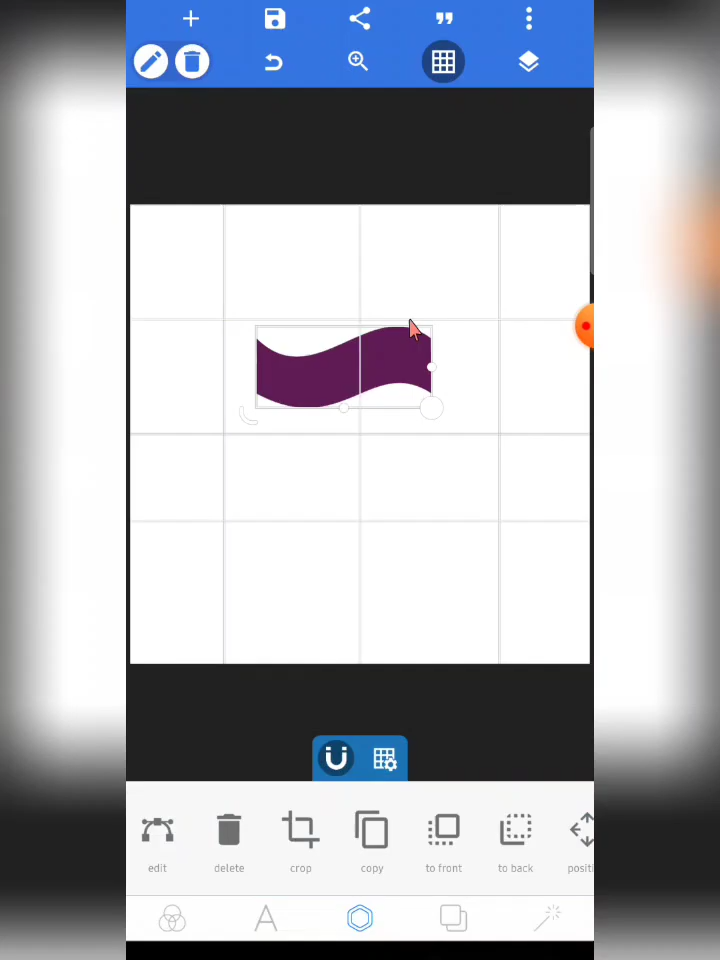 edit
delete
crop
copy
to front
to back
positi